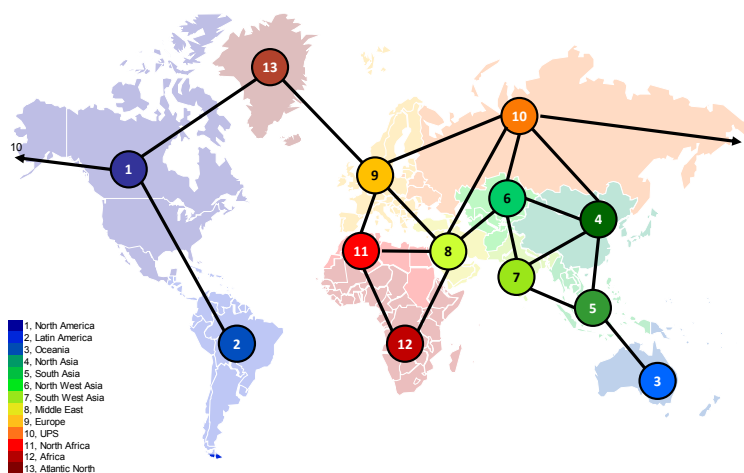 13
10
10
1
9
6
4
11
8
7
5
2
12
3
1, North America
2, Latin America
3, Oceania
4, North Asia
5, South Asia
6, North West Asia
7, South West Asia
8, Middle East
9, Europe
10, UPS
11, North Africa
12, Africa
13, Atlantic North